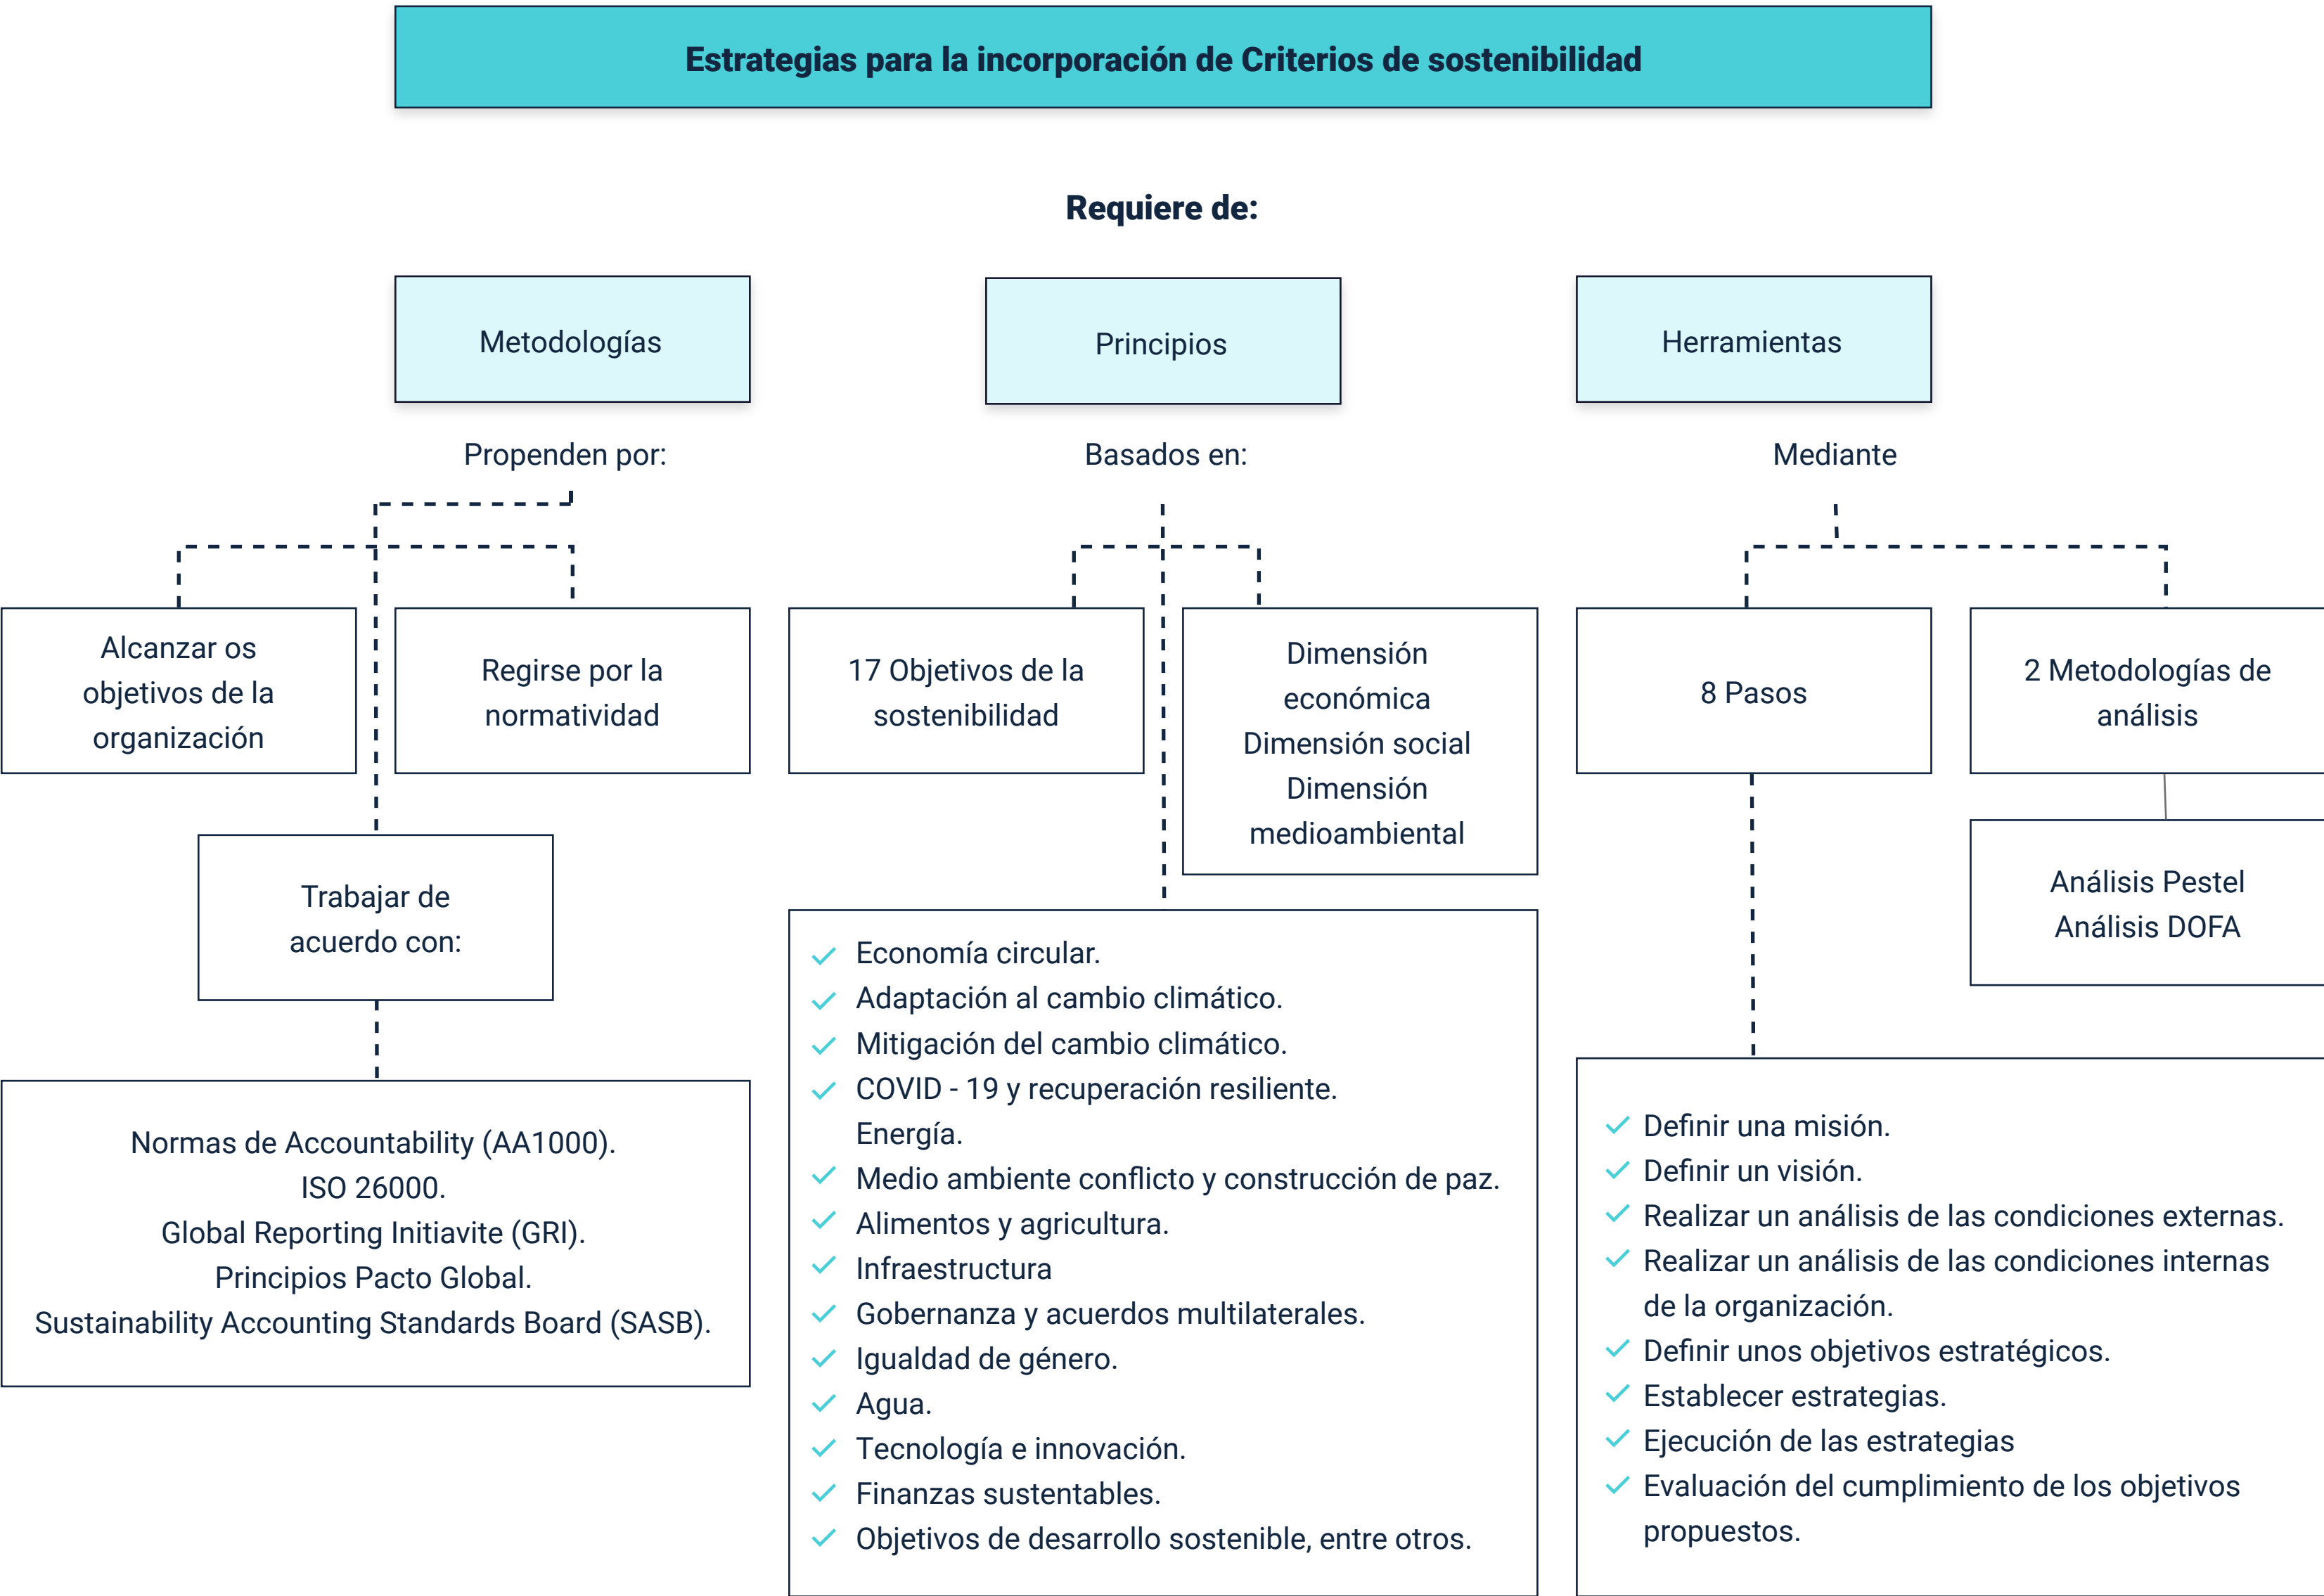 Estrategias para la incorporación de Criterios de sostenibilidad
Requiere de:
Metodologías
Principios
Herramientas
Propenden por:
Basados en:
Mediante
Alcanzar os
objetivos de la
organización
Regirse por la
normatividad
17 Objetivos de la
sostenibilidad
Dimensión
económica
Dimensión social
Dimensión
medioambiental
8 Pasos
2 Metodologías de
análisis
Trabajar de
acuerdo con:
Análisis Pestel
Análisis DOFA
Normas de Accountability (AA1000).
ISO 26000.
Global Reporting Initiavite (GRI).
Principios Pacto Global.
Sustainability Accounting Standards Board (SASB).
Economía circular.
Adaptación al cambio climático.
Mitigación del cambio climático.
COVID - 19 y recuperación resiliente.
Energía.
Medio ambiente conflicto y construcción de paz.
Alimentos y agricultura.
Infraestructura
Gobernanza y acuerdos multilaterales.
Igualdad de género.
Agua.
Tecnología e innovación.
Finanzas sustentables.
Objetivos de desarrollo sostenible, entre otros.
Definir una misión.
Definir un visión.
Realizar un análisis de las condiciones externas.
Realizar un análisis de las condiciones internas
de la organización.
Definir unos objetivos estratégicos.
Establecer estrategias.
Ejecución de las estrategias
Evaluación del cumplimiento de los objetivos
propuestos.